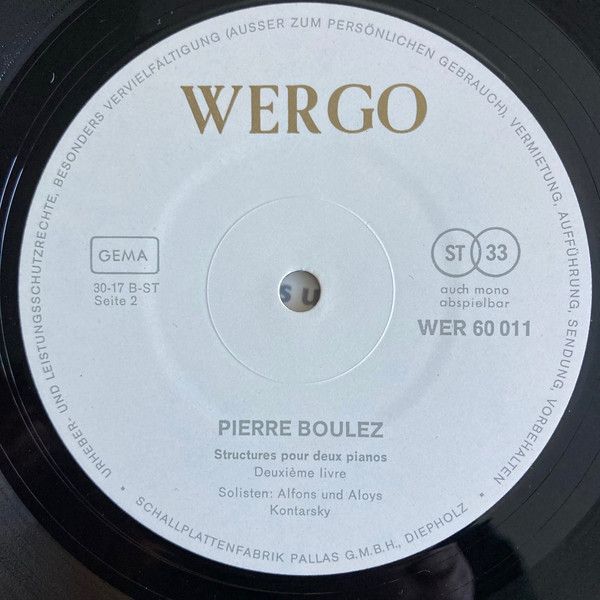 URHEBER- UND LEISTUNGSSCHUTZRECHTE, BESONDERS VERVIELFÄLTIGUNG (AUSSER ZUM PERSÖNLICHEN GEBRAUCH), VERMIETUNG, AUFFÜHRUNG, SENDUNG, VORBEHALTEN
WERGO
GEMA
30-17 B-ST
Seite 2
ST 33
auch mono
abspielbar
WER 60 011
su
PIERRE BOULEZ
Structures pour deux pianos
Deuxième livre
Solisten: Alfons und Aloys
Kontarsky
* SCHALLPLATTENFABRIK PALLAS G.M.B.H., DIEPHOLZ *